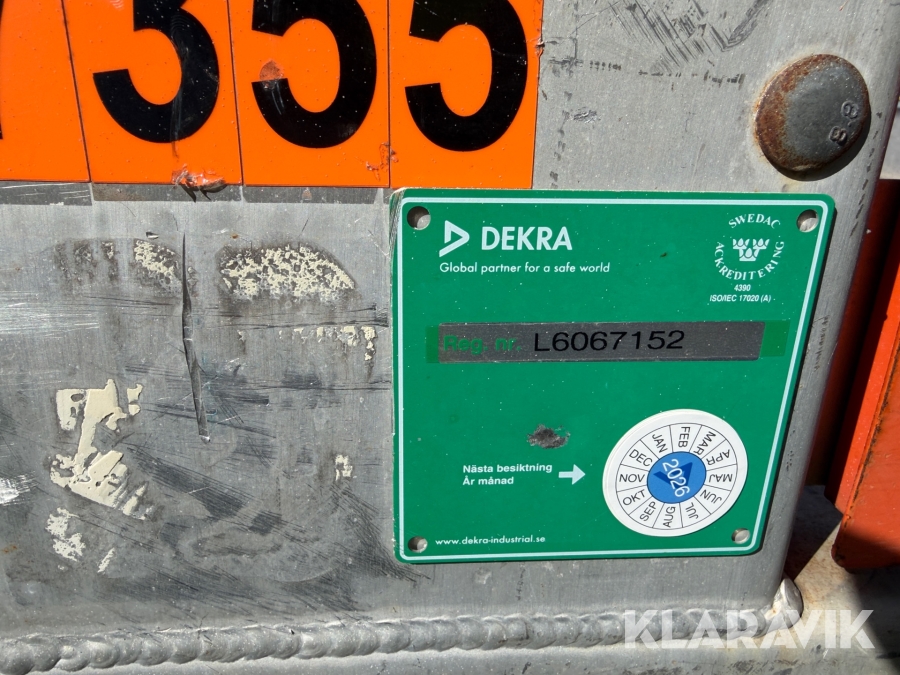 355
DEKRA
Global partner for a safe world
SWEDAC
ACKREDITERING
4390
ISO/IEC 17020 (A)
Reg. nr. L6067152
Nästa besiktning
År månad
JAN FEB MAR APR MAJ JUN JUL AUG SEP OKT NOV DEC
2026
www.dekra-industrial.se
KLARAVIK